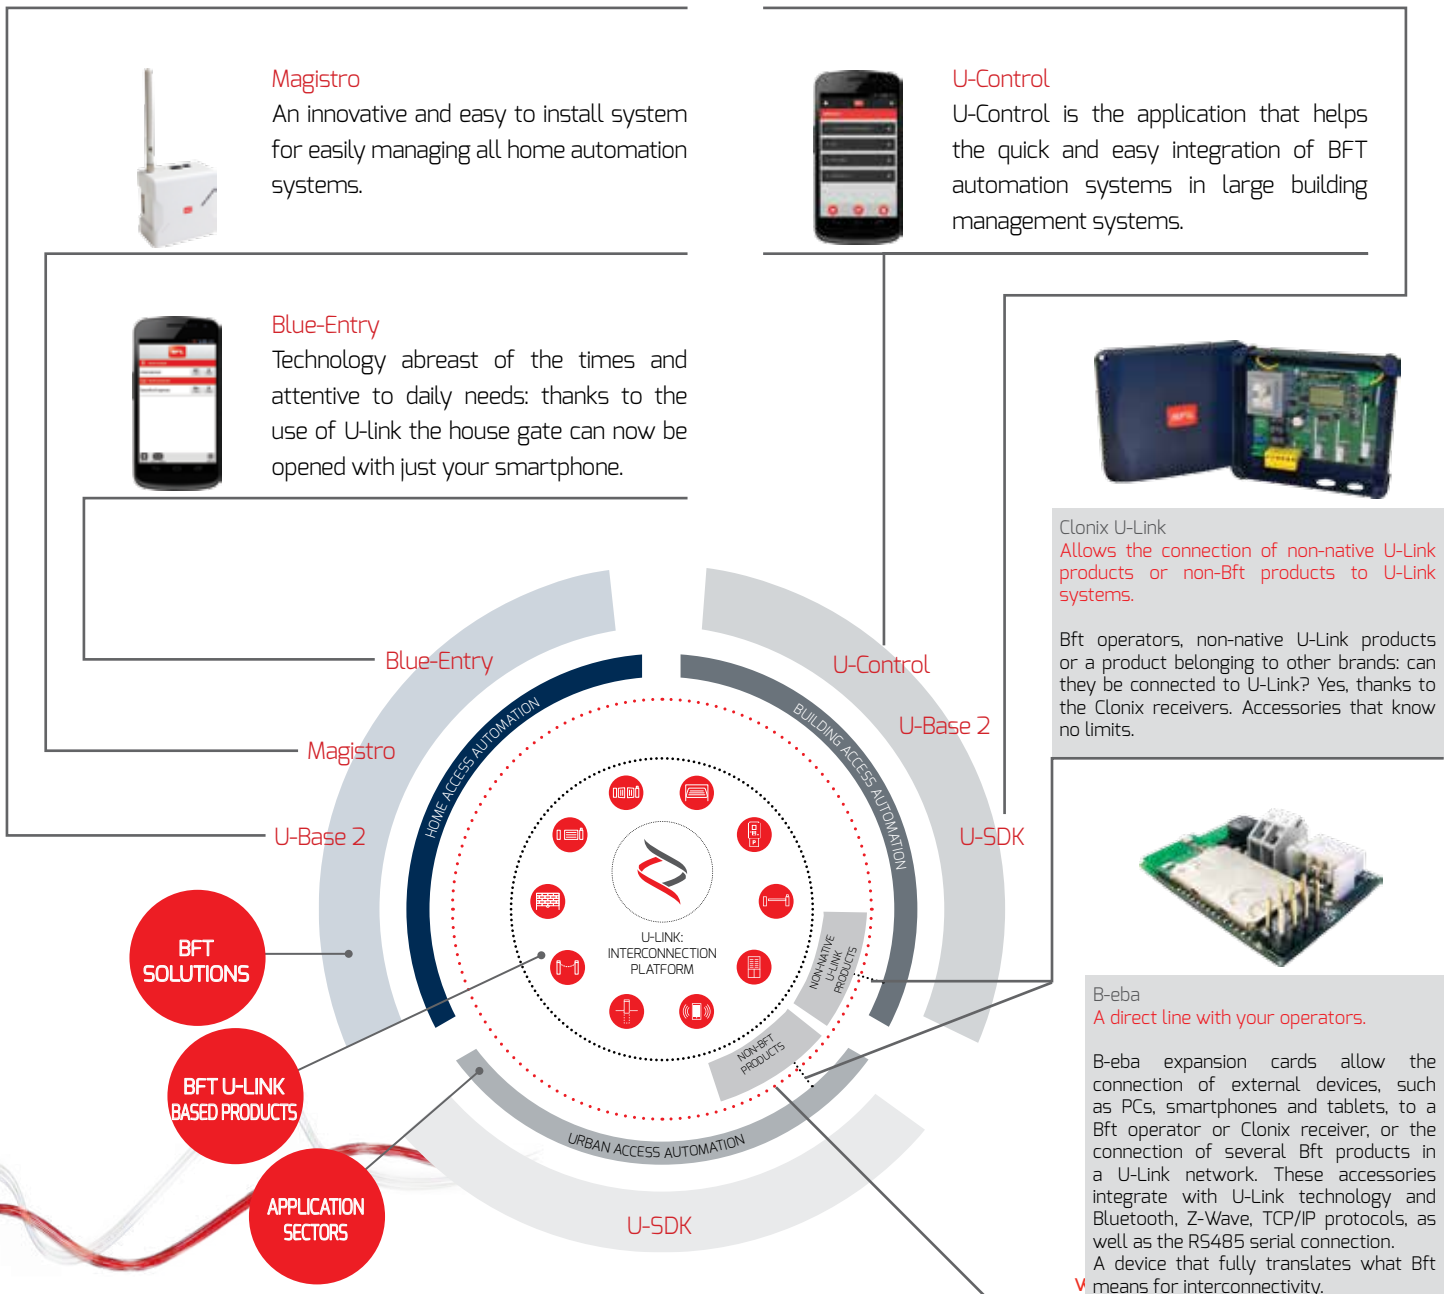 Magistro
An innovative and easy to install system
for easily managing all home automation
systems.
U-Control
U-Control is the application that helps
the quick and easy integration of BFT
automation systems in large building
management systems.
Blue-Entry
Technology abreast of the times and
attentive to daily needs: thanks to the
use of U-link the house gate can now be
opened with just your smartphone.
Clonix U-Link
Allows the connection of non-native U-Link
products or non-Bft products to U-Link
systems.
Bft operators, non-native U-Link products
or a product belonging to other brands: can
they be connected to U-Link? Yes, thanks to
the Clonix receivers. Accessories that know
no limits.
Blue-Entry
Magistro
U-Base 2
U-Control
U-Base 2
U-SDK
HOME ACCESS AUTOMATION
BUILDING ACCESS AUTOMATION
U-LINK:
INTERCONNECTION
PLATFORM
NON-NATIVE
U-LINK
PRODUCTS
NON-BFT
PRODUCTS
URBAN ACCESS AUTOMATION
U-SDK
BFT
SOLUTIONS
BFT U-LINK
BASED PRODUCTS
APPLICATION
SECTORS
B-eba
A direct line with your operators.
B-eba expansion cards allow the
connection of external devices, such
as PCs, smartphones and tablets, to a
Bft operator or Clonix receiver, or the
connection of several Bft products in
a U-Link network. These accessories
integrate with U-Link technology and
Bluetooth, Z-Wave, TCP/IP protocols, as
well as the RS485 serial connection.
A device that fully translates what Bft
means for interconnectivity.